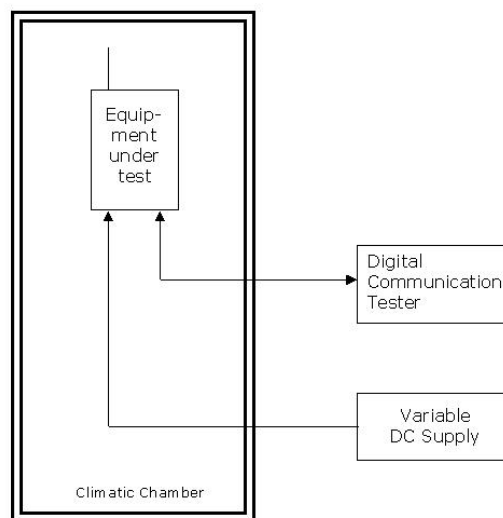 Equip-
ment
under
test
Digital
Communication
Tester
Variable
DC Supply
Climatic Chamber